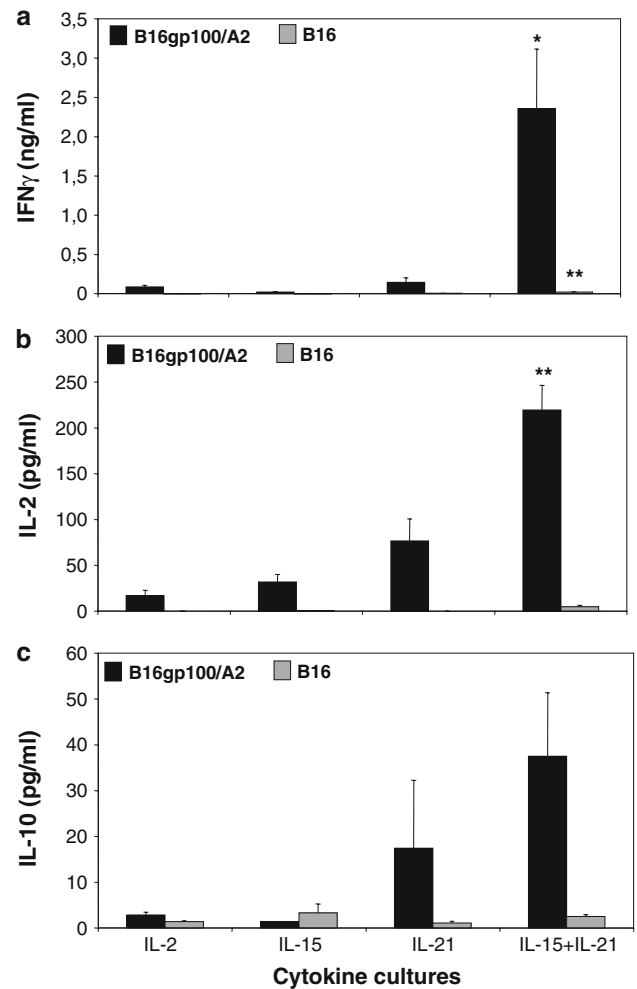 a
B16gp100/A2 B16
IFNγ (ng/ml)
3,5
3,0
2,5
2,0
1,5
1,0
0,5
0
*
**
b
B16gp100/A2 B16
IL-2 (pg/ml)
300
250
200
150
100
50
0
**
c
B16gp100/A2 B16
IL-10 (pg/ml)
60
50
40
30
20
10
0
IL-2 IL-15 IL-21 IL-15+IL-21
Cytokine cultures